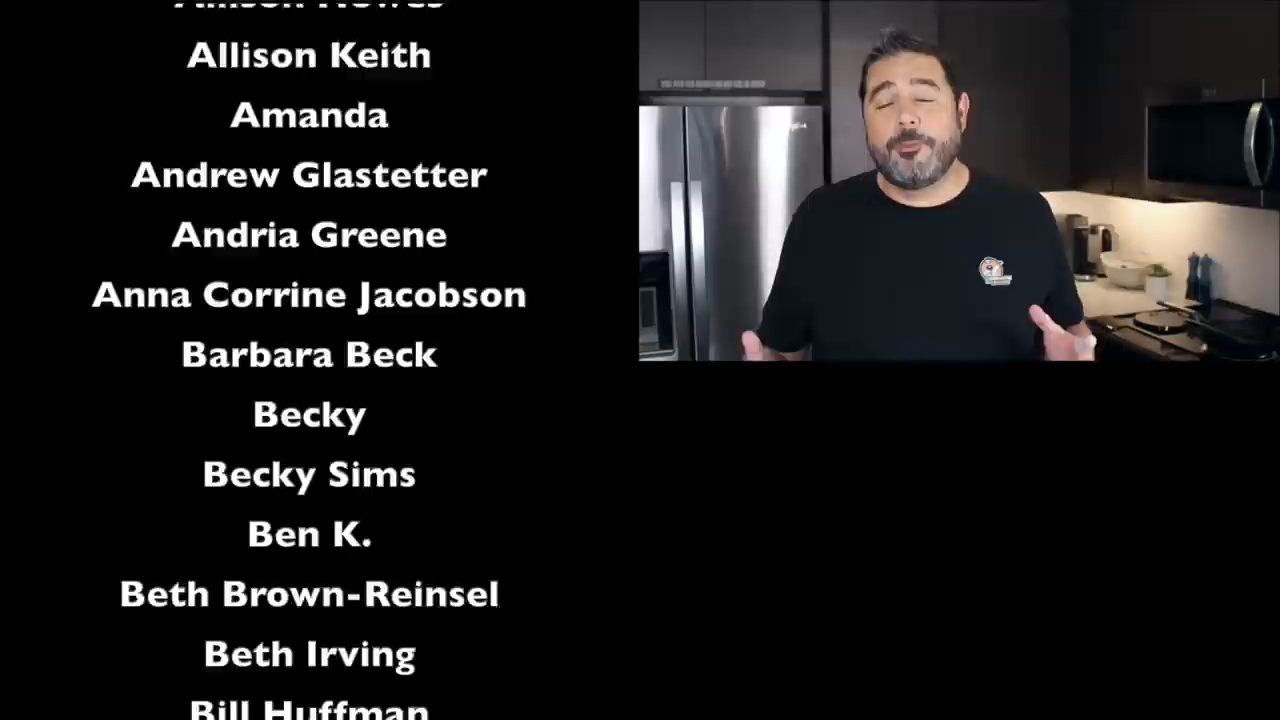 Allison Keith
Amanda
Andrew Glastetter
Andria Greene
Anna Corrine Jacobson
Barbara Beck
Becky
Becky Sims
Ben K.
Beth Brown-Reinsel
Beth Irving
Bill Huffman